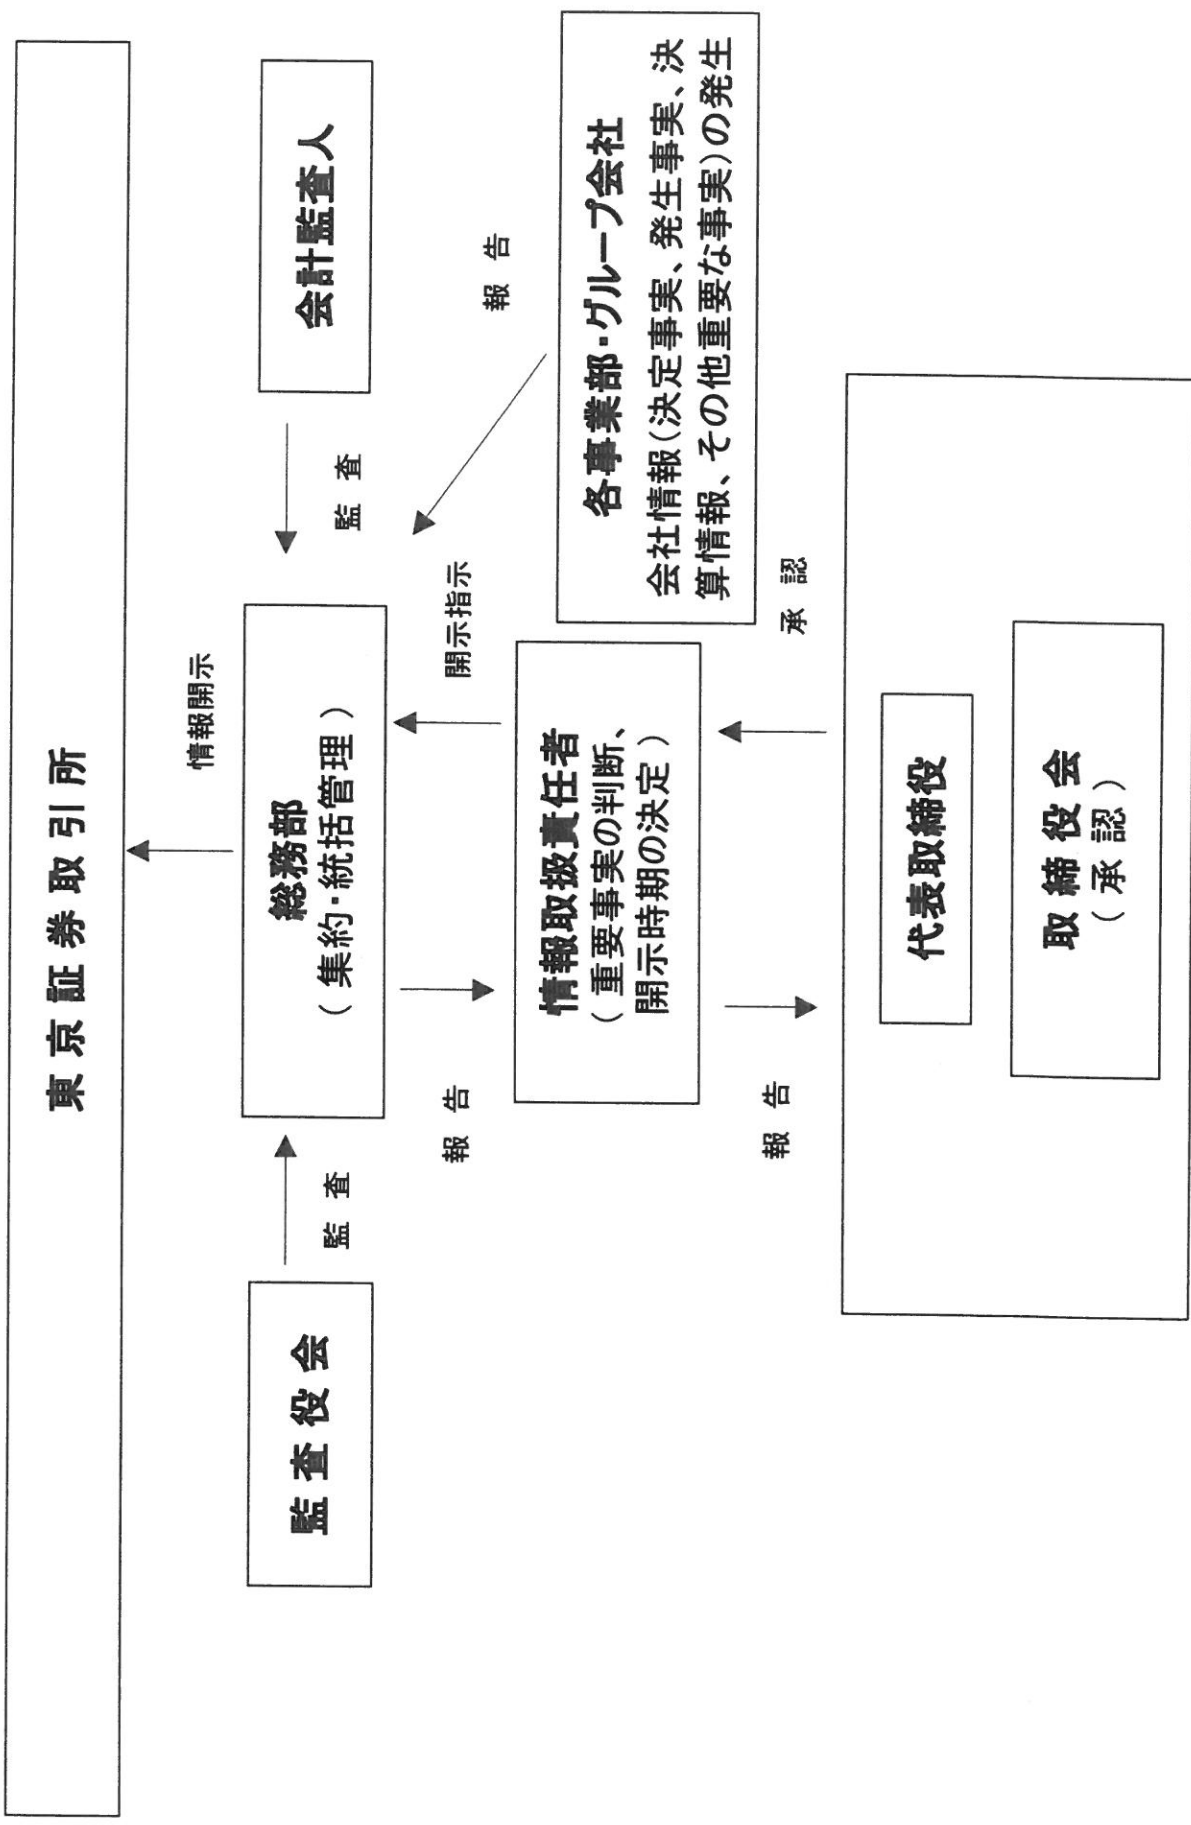 東京証券取引所
情報開示
監査役会
監査
総務部
（集約・統括管理）
監査
会計監査人
報告
開示指示
報告
情報取扱責任者
（重要事実の判断、
開示時期の決定）
各事業部・グループ会社
会社情報（決定事実、発生事実、決
算情報、その他重要な事実）の発生
報告
承認
代表取締役
取締役会
（承認）